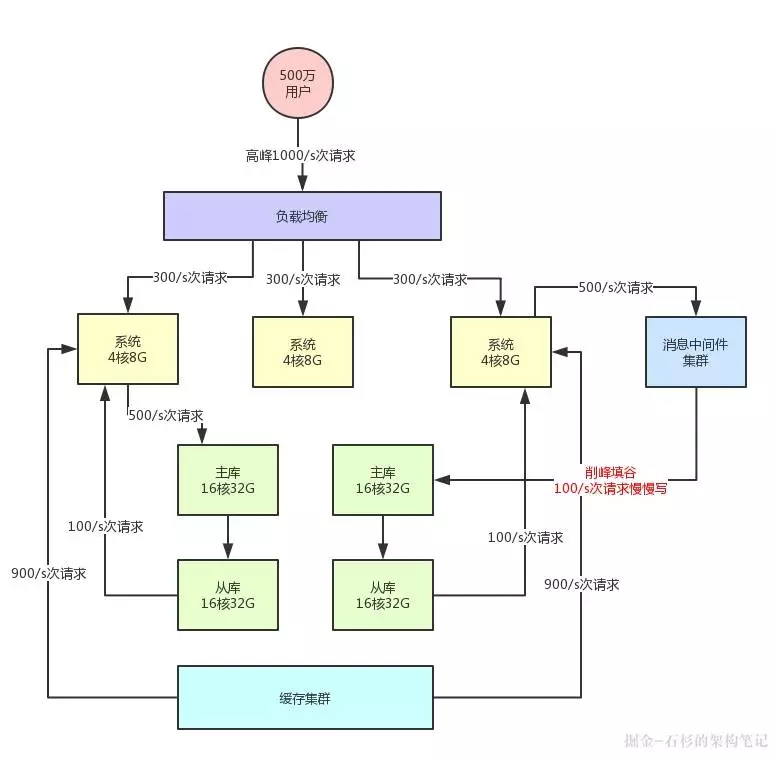 500万
用户
高峰1000/s次请求
负载均衡
300/s次请求
300/s次请求
300/s次请求
500/s次请求
系统
4核8G
系统
4核8G
系统
4核8G
消息中间件
集群
500/s次请求
主库
16核32G
主库
16核32G
削峰填谷
100/s次请求慢慢写
100/s次请求
100/s次请求
900/s次请求
900/s次请求
从库
16核32G
从库
16核32G
缓存集群
掘金-石杉的架构笔记